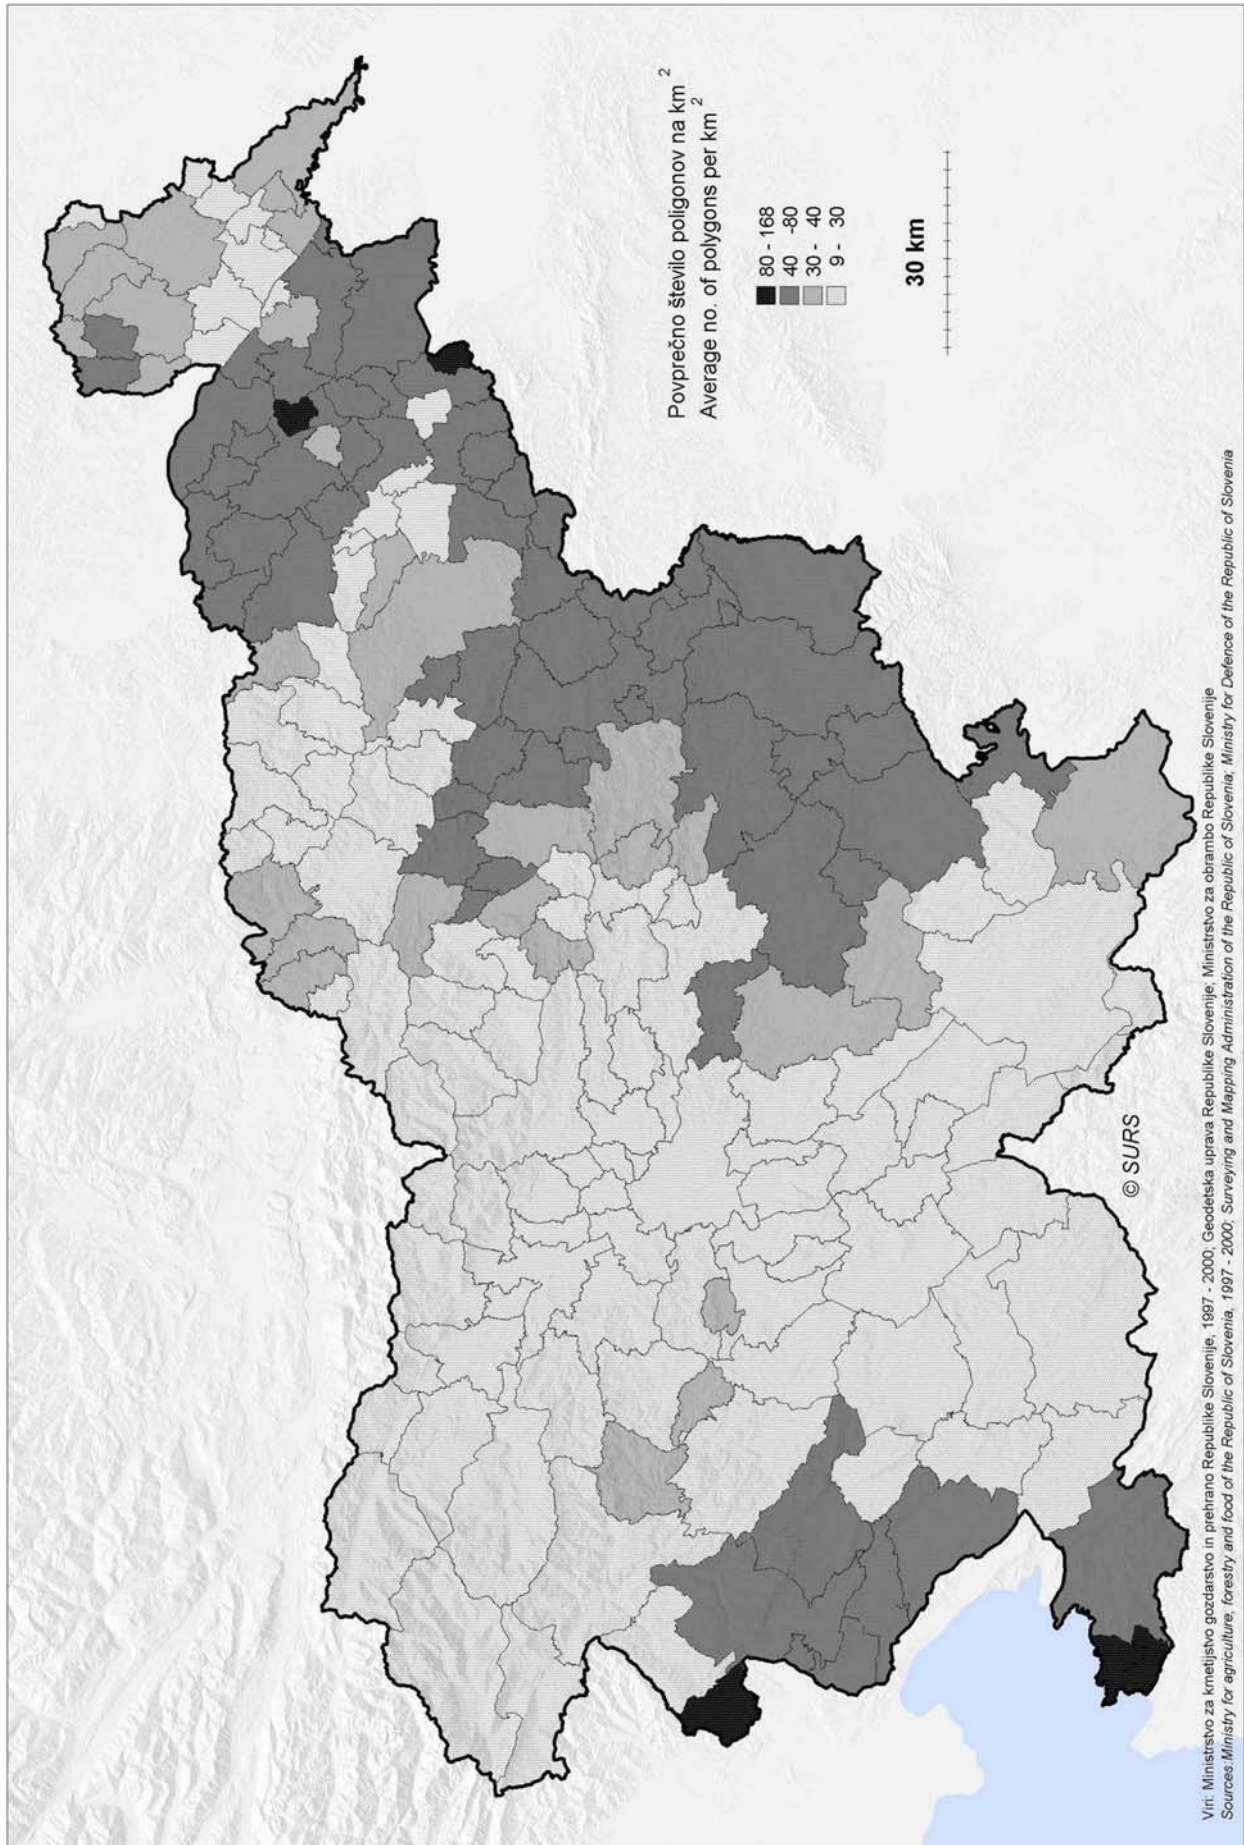 Povprečno število poligonov na km 2
Average no. of polygons per km 2
80 - 168
40 -80
30 - 40
9 - 30
30 km
© SURS
Viri: Ministrstvo za kmetijstvo gozdarstvo in prehrano Republike Slovenije, 1997 - 2000; Geodetska uprava Republike Slovenije; Ministrstvo za obrambo Republike Slovenije
Sources:Ministry for agriculture, forestry and food of the Republic of Slovenia, 1997 - 2000; Surveying and Mapping Administration of the Republic of Slovenia; Ministry for Defence of the Republic of Slovenia